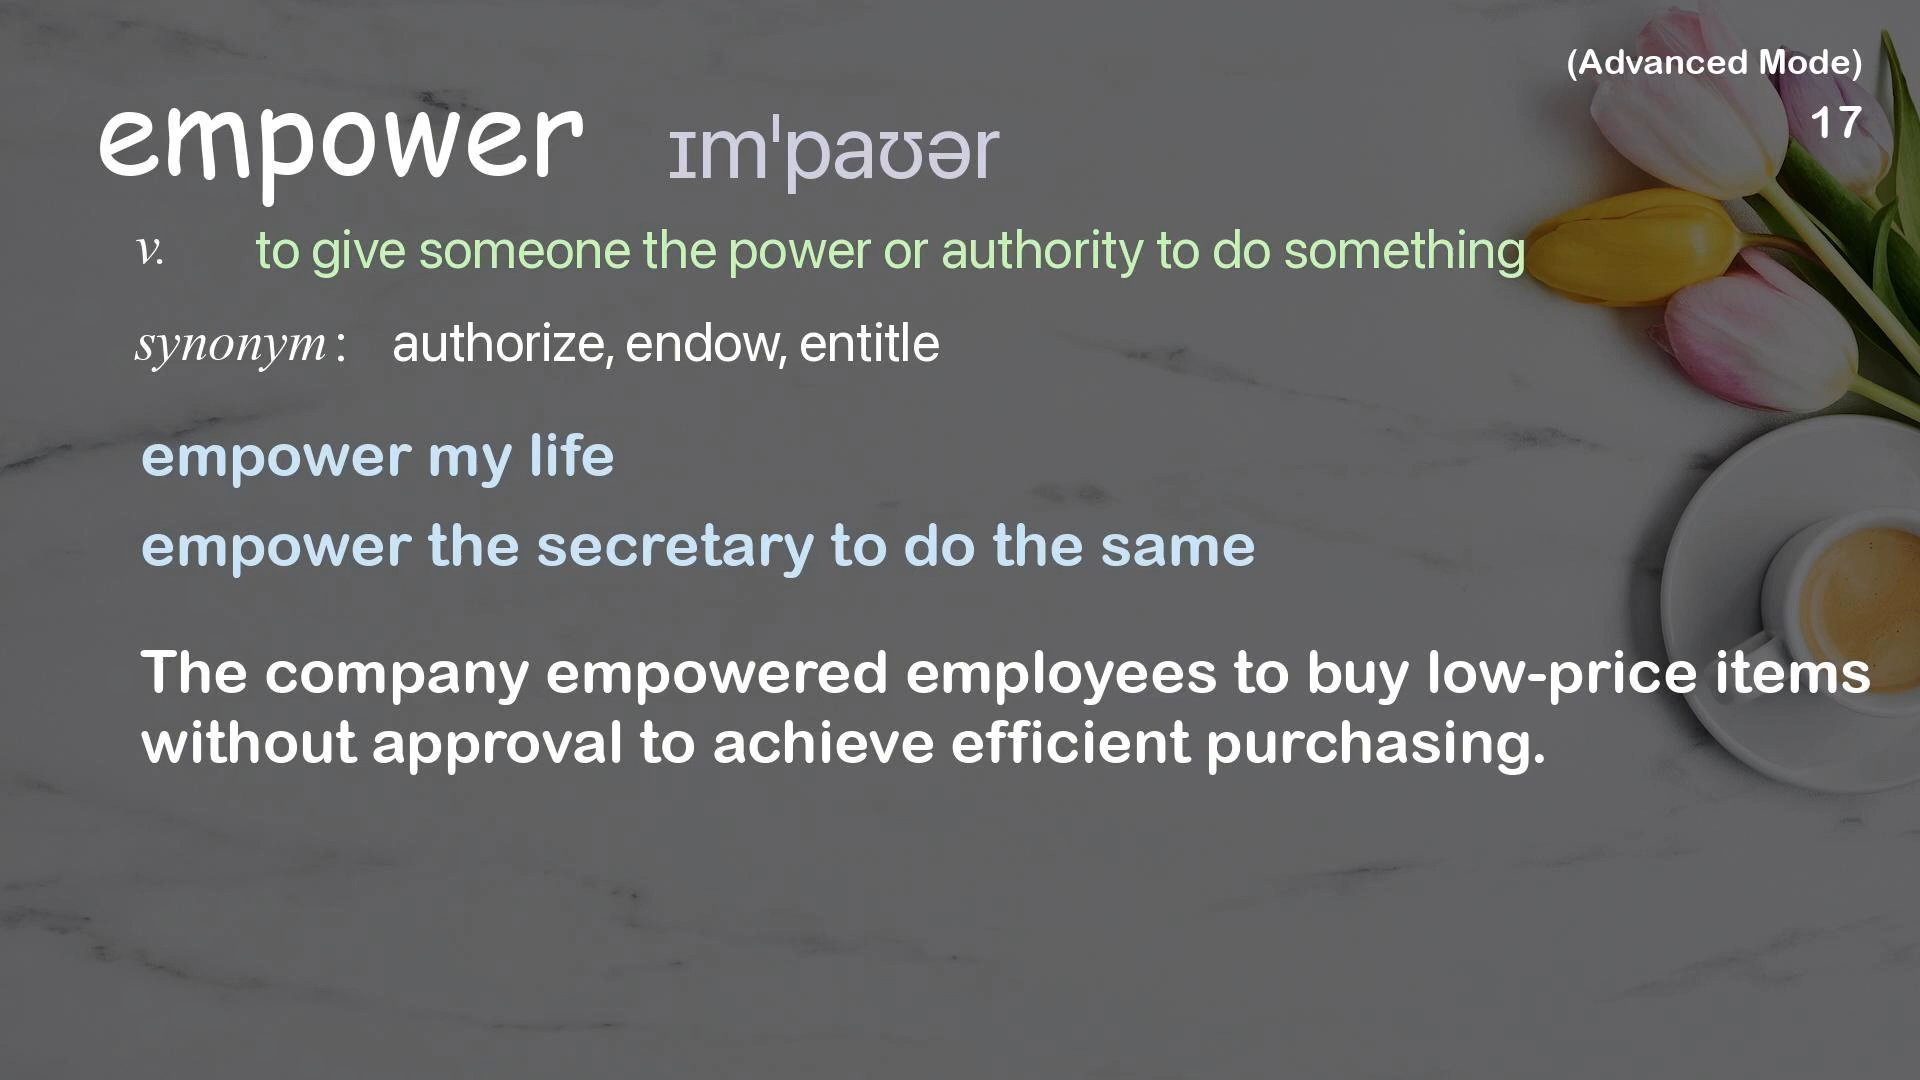 (Advanced Mode)
17
empower ɪmˈpaʊər
v. to give someone the power or authority to do something
synonym : authorize, endow, entitle
empower my life
empower the secretary to do the same
The company empowered employees to buy low-price items
without approval to achieve efficient purchasing.